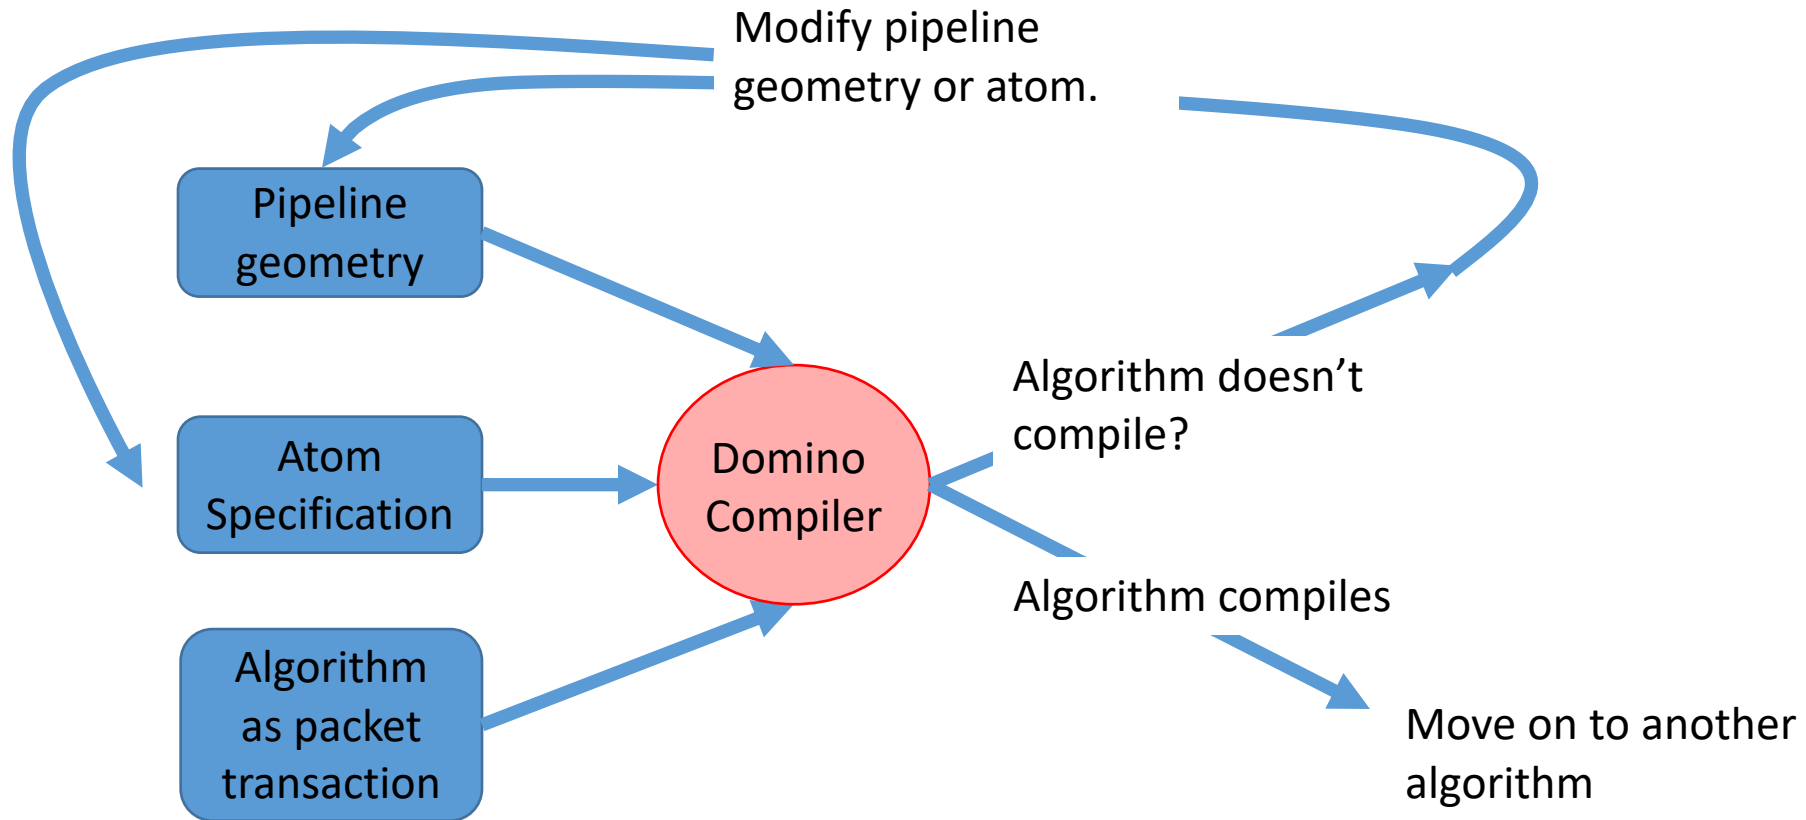 Modify pipeline
geometry or atom.
Pipeline
geometry
Atom
Specification
Algorithm
as packet
transaction
Domino
Compiler
Algorithm doesn’t
compile?
Algorithm compiles
Move on to another
algorithm